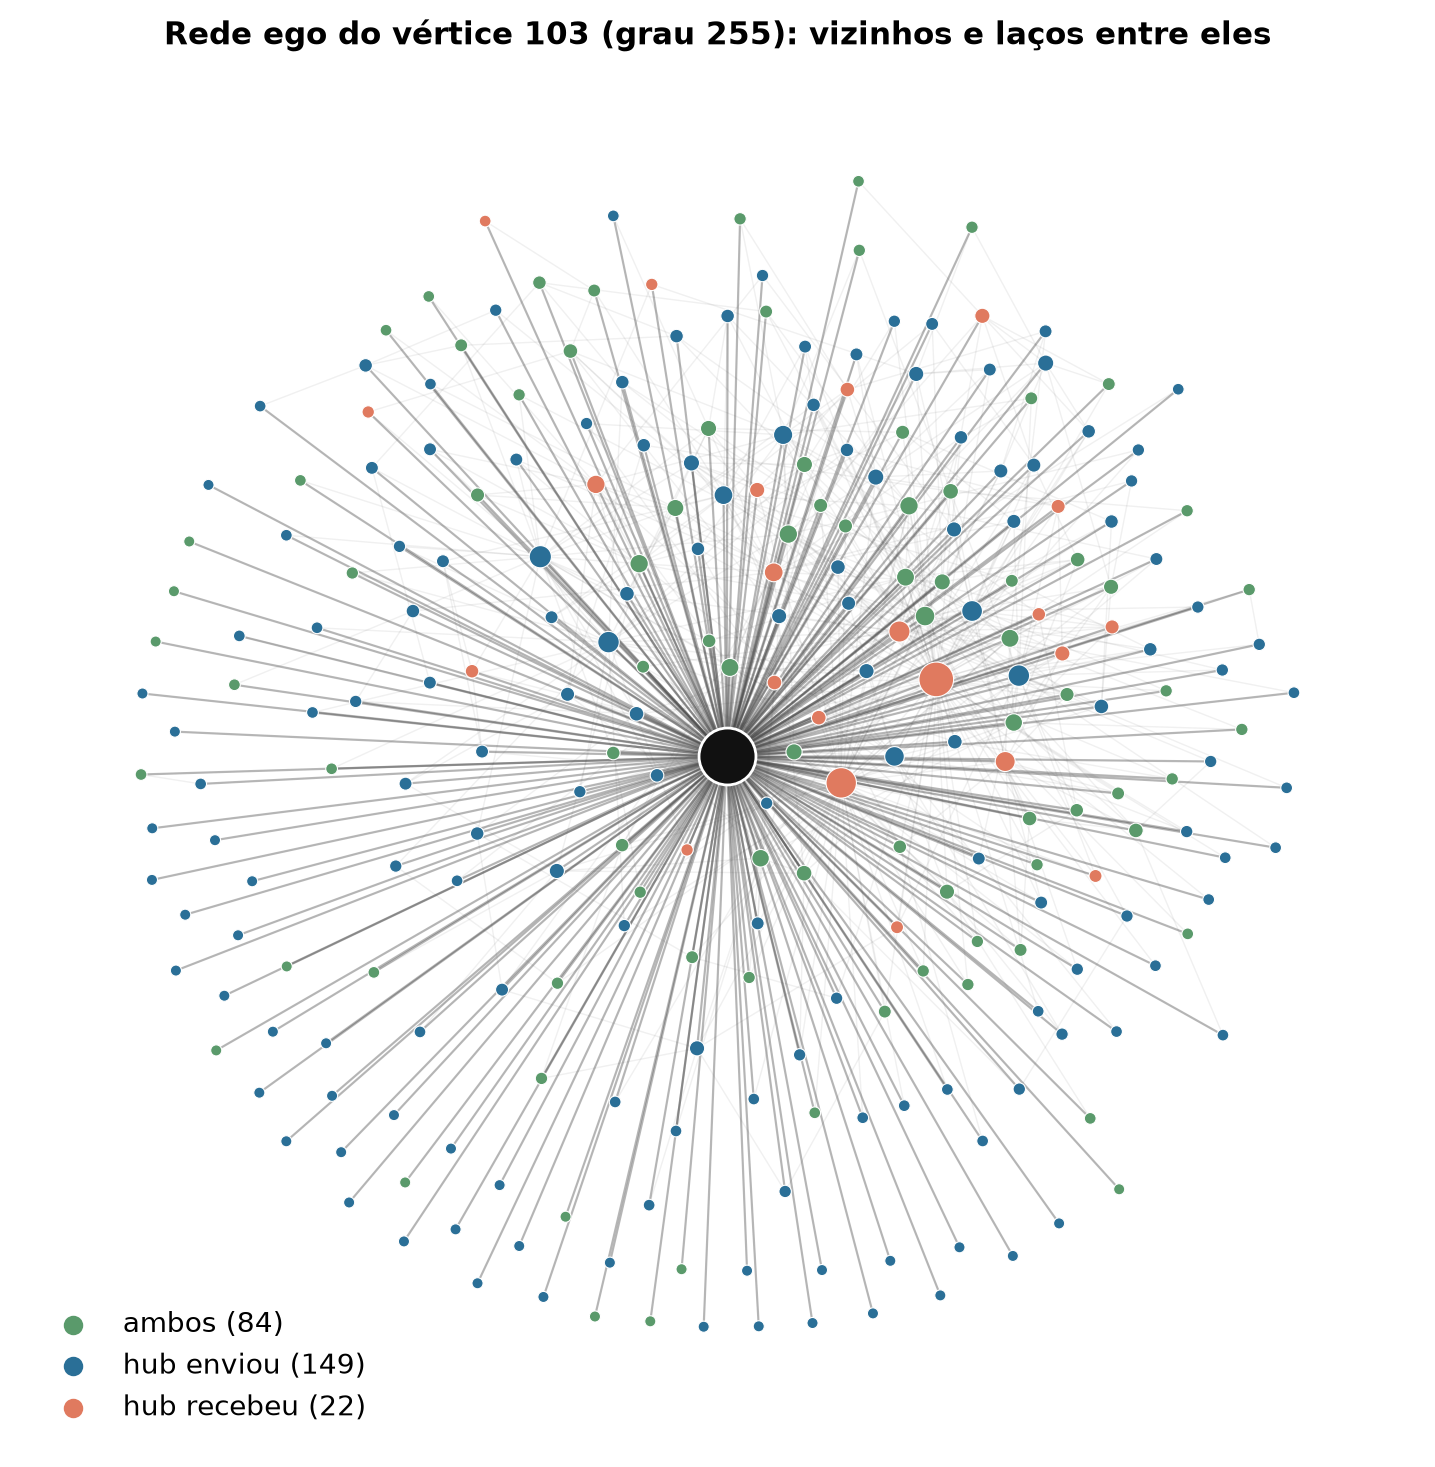 Rede ego do vértice 103 (grau 255): vizinhos e laços entre eles
ambos (84)
hub enviou (149)
hub recebeu (22)